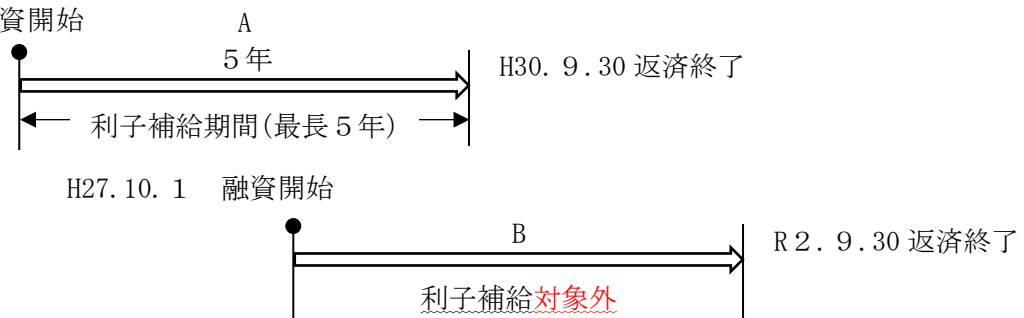 資開始
A
５年
H30.９.30 返済終了
利子補給期間(最長５年)
H27.10.１　融資開始
B
R２.９.30 返済終了
利子補給対象外